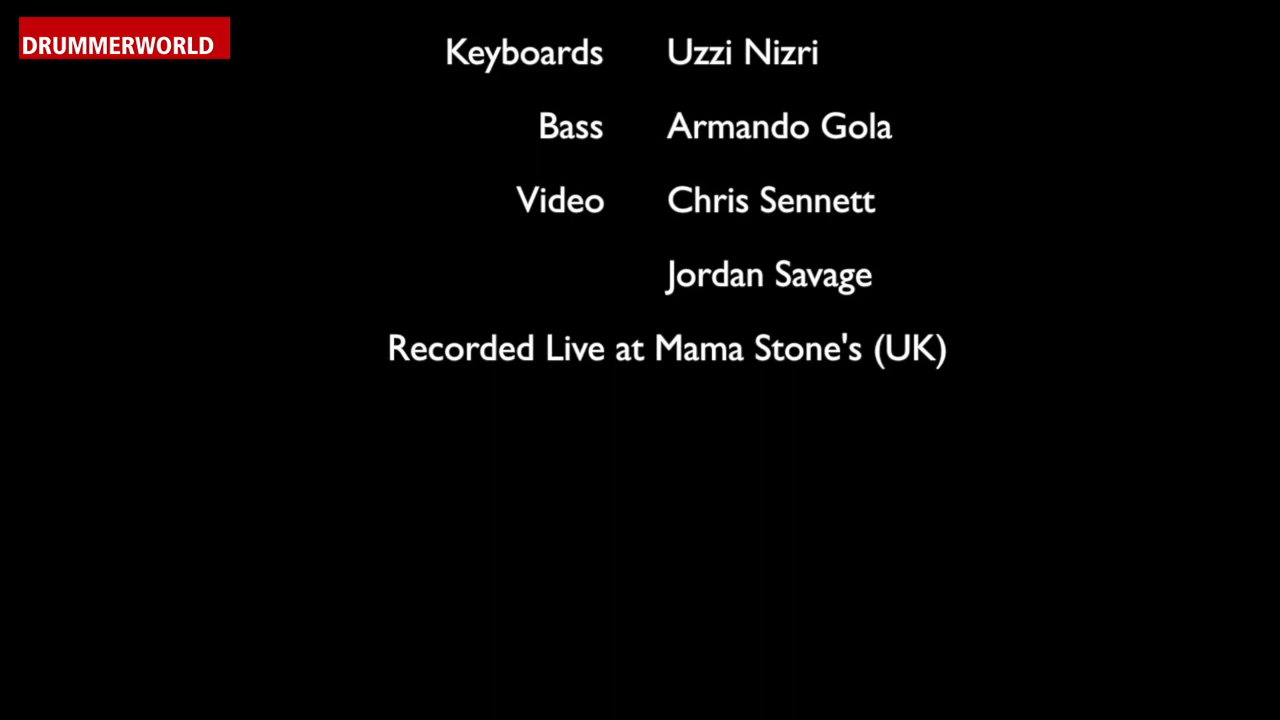 DRUMMERWORLD
Keyboards Uzzi Nizri
Bass Armando Gola
Video Chris Sennett
Jordan Savage
Recorded Live at Mama Stone's (UK)